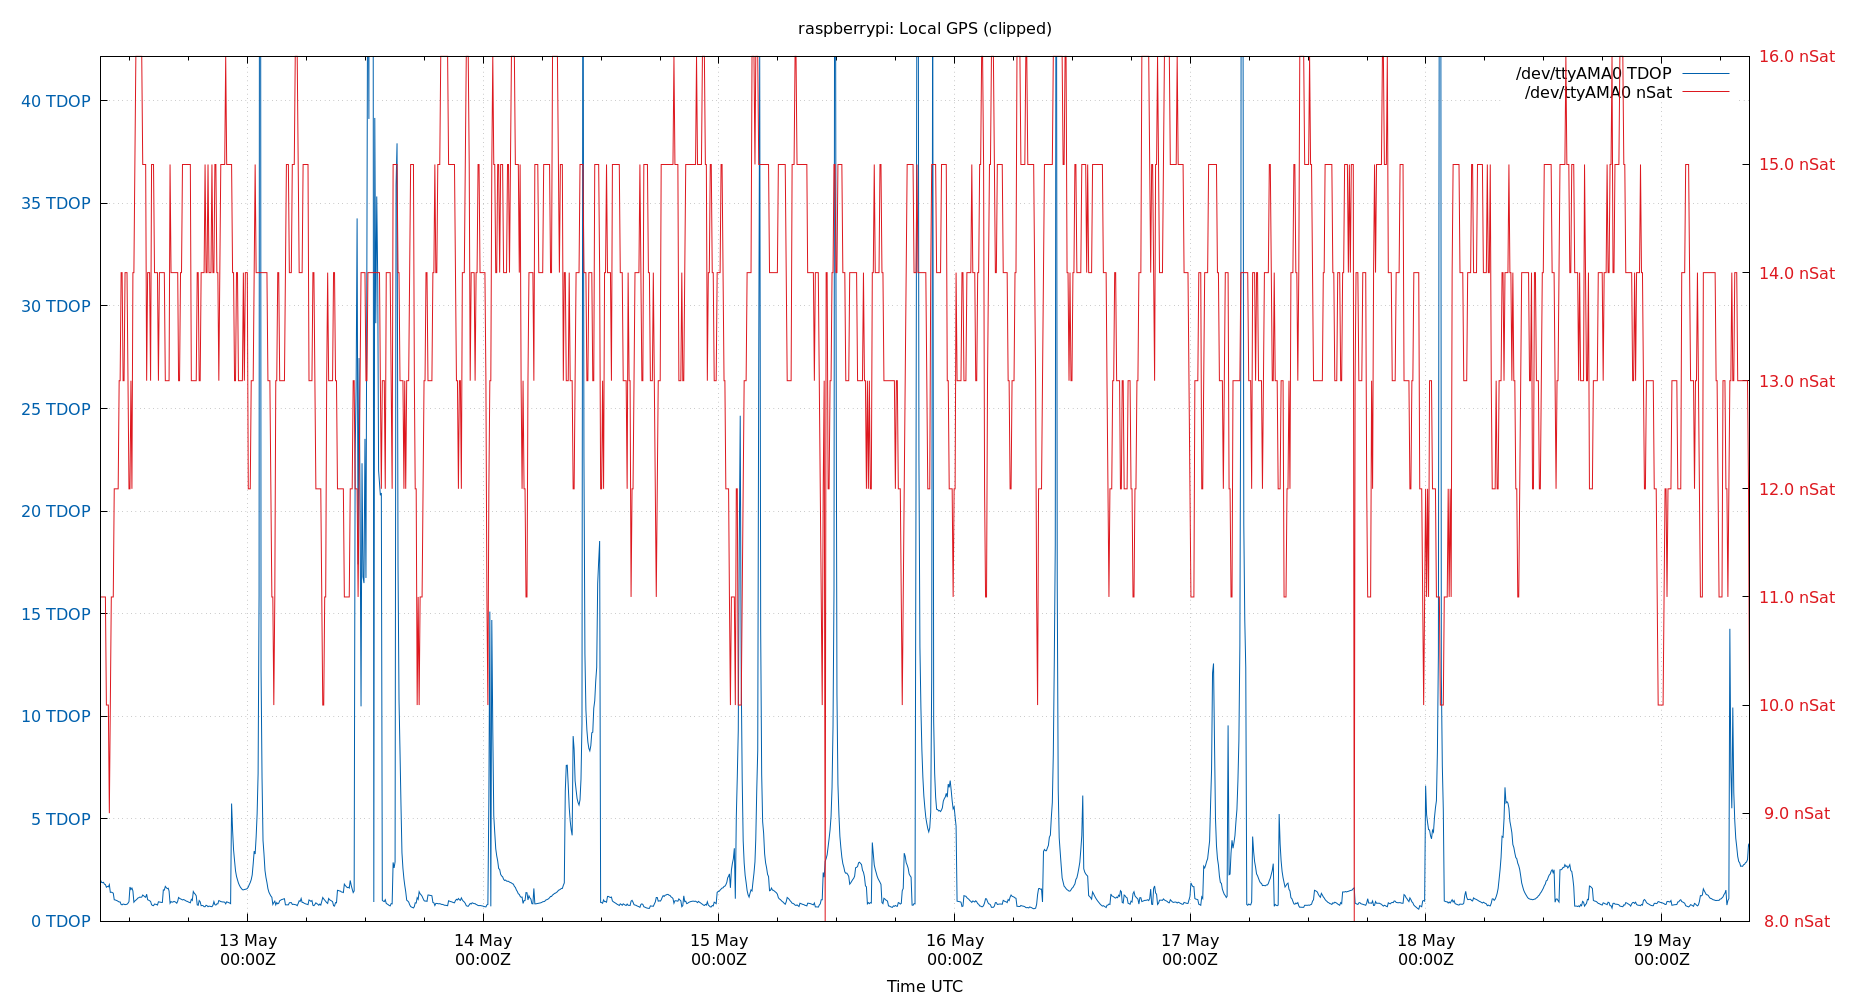 raspberrypi: Local GPS (clipped)
/dev/ttyAMA0 TDOP
/dev/ttyAMA0 nSat
40 TDOP
35 TDOP
30 TDOP
25 TDOP
20 TDOP
15 TDOP
10 TDOP
5 TDOP
0 TDOP
16.0 nSat
15.0 nSat
14.0 nSat
13.0 nSat
12.0 nSat
11.0 nSat
10.0 nSat
9.0 nSat
8.0 nSat
13 May
00:00Z
14 May
00:00Z
15 May
00:00Z
16 May
00:00Z
17 May
00:00Z
18 May
00:00Z
19 May
00:00Z
Time UTC